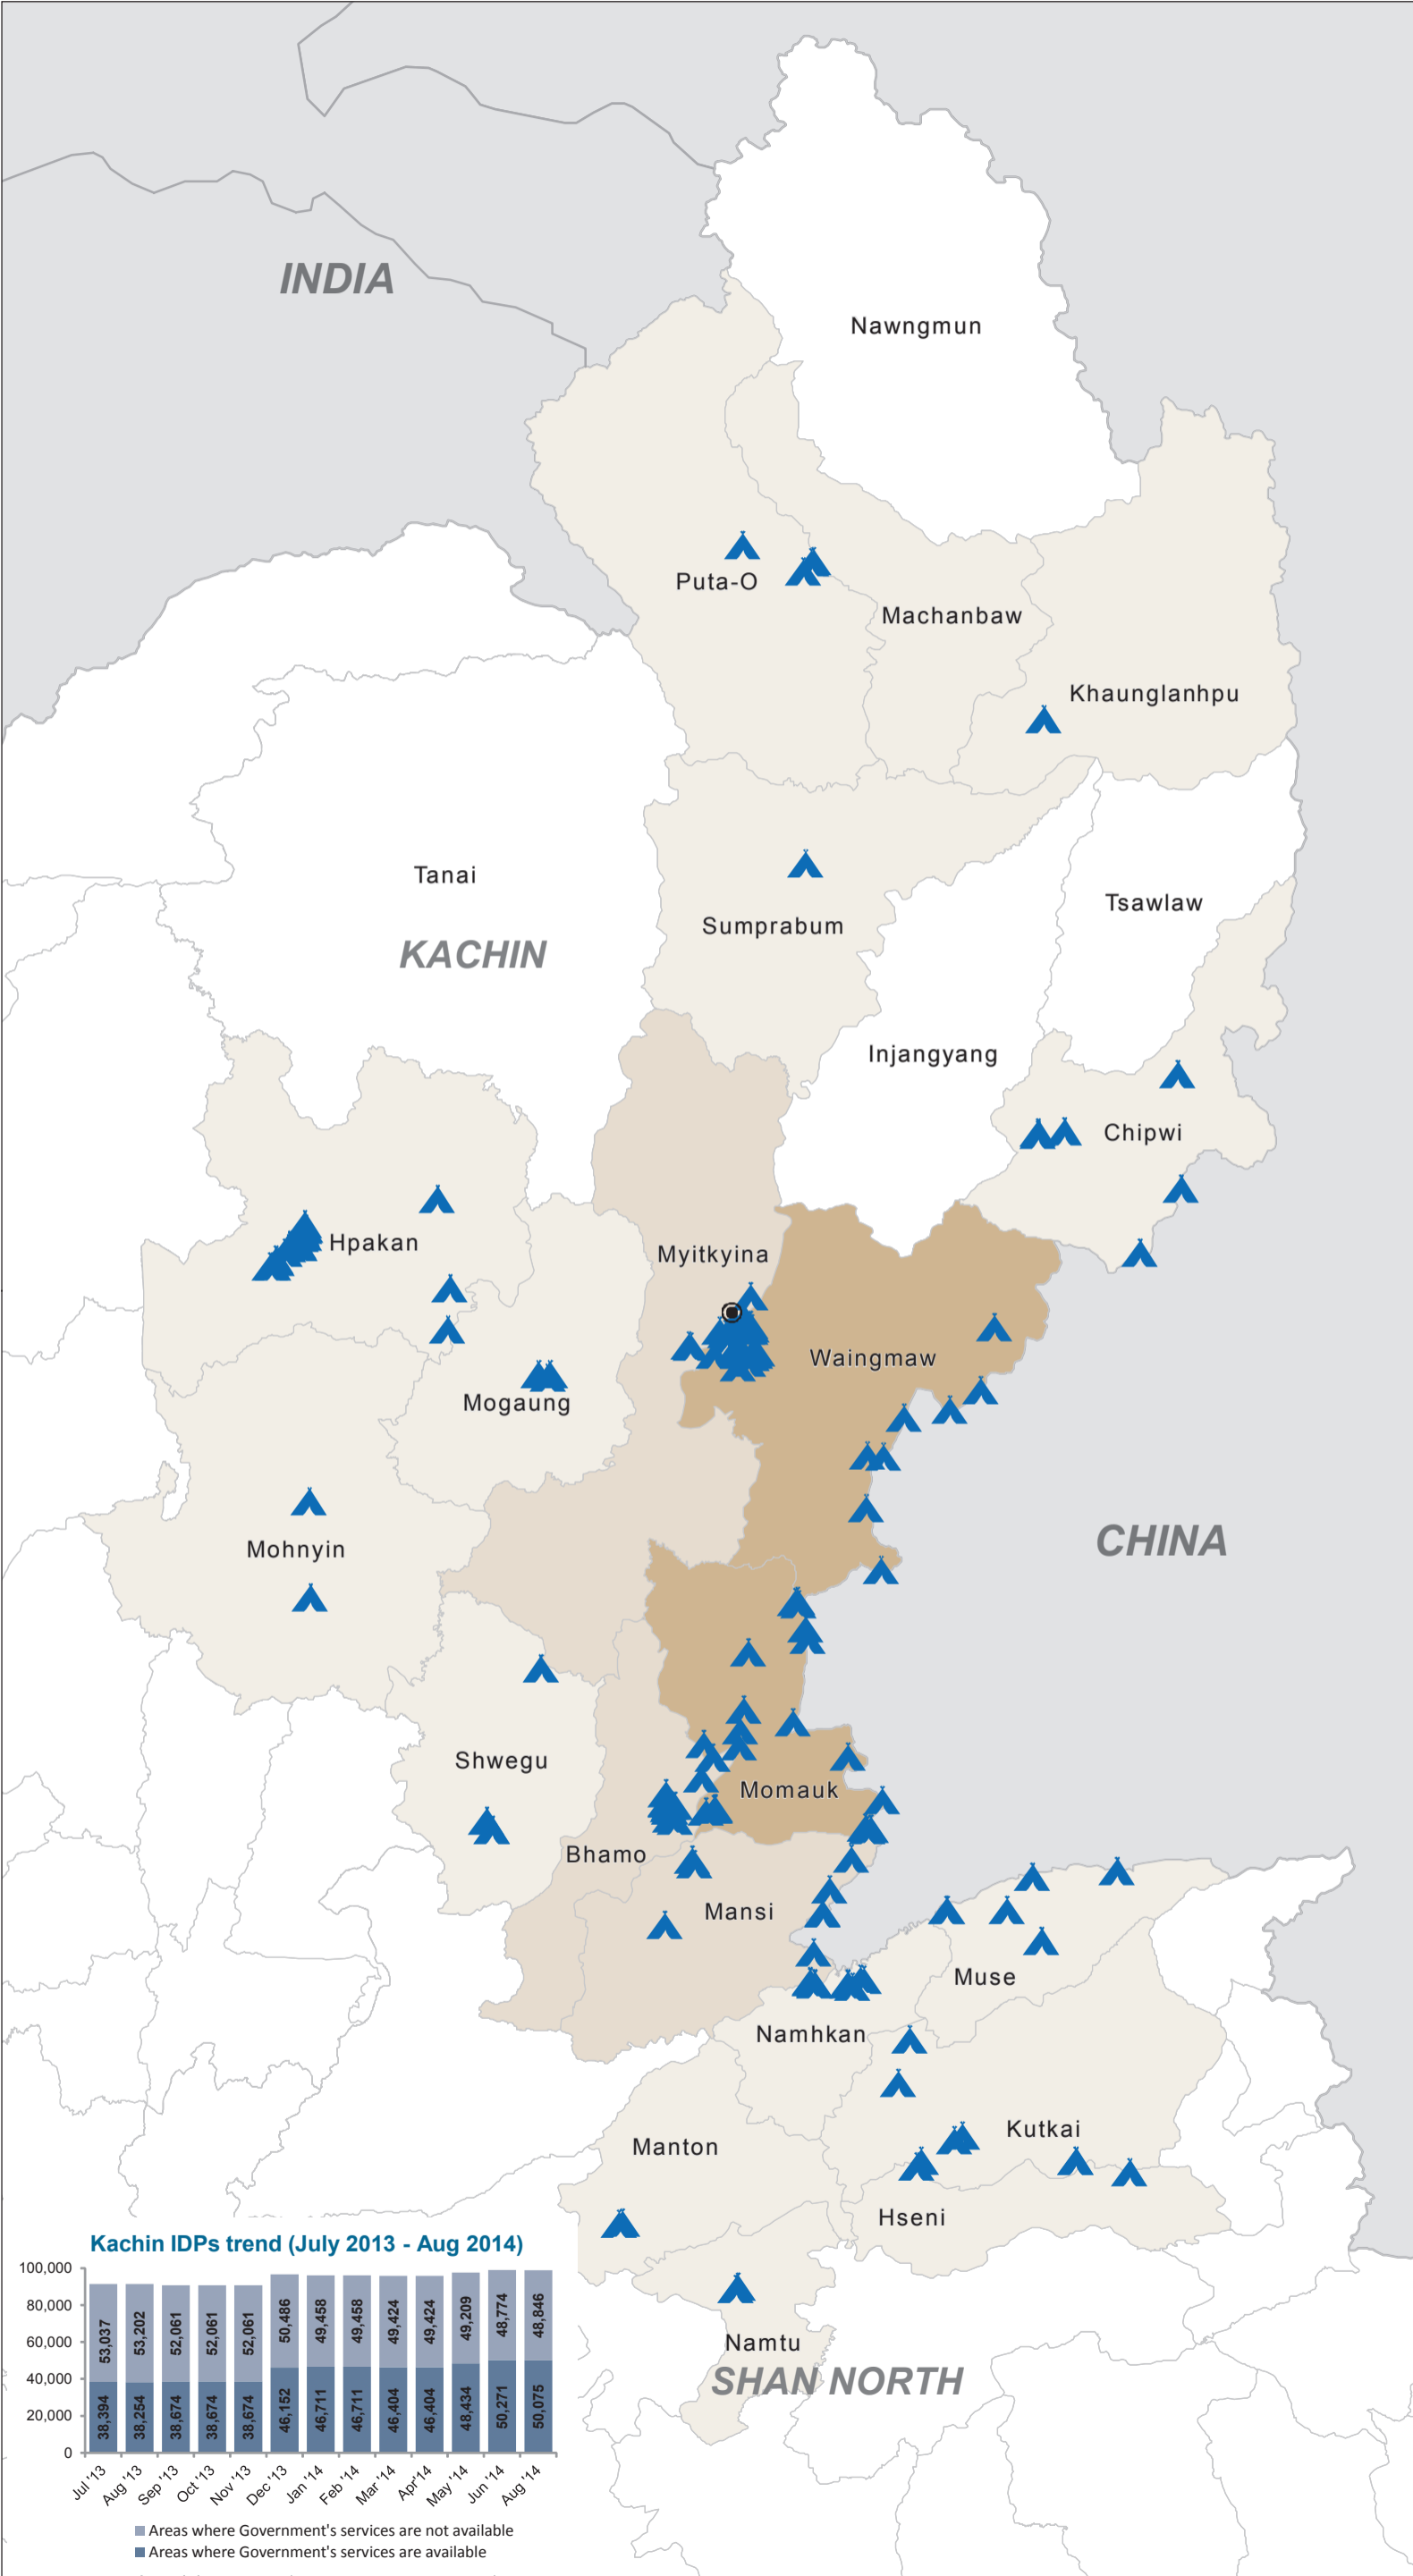 INDIA
Nawngmun
Puta-O
Machanbaw
Khaunglanhpu
Tanai
Tsawlaw
Sumprabum
KACHIN
Injangyang
Chipwi
Hpakan
Myitkyina
Waingmaw
Mogaung
CHINA
Mohnyin
Shwegu
Momauk
Bhamo
Mansi
Muse
Namhkan
Kutkai
Manton
Hseni
Namtu
SHAN NORTH
Kachin IDPs trend (July 2013 - Aug 2014)
100,000
80,000
60,000
40,000
20,000
0
53,037 53,202 52,061 52,061 52,061 50,486 49,458 49,458 49,424 49,424 49,209 48,774 48,846
38,394 38,254 38,674 38,674 38,674 46,152 46,711 46,711 46,404 46,404 48,434 50,271 50,075
Jul '13 Aug '13 Sep '13 Oct '13 Nov '13 Dec '13 Jan '14 Feb '14 Mar '14 Apr'14 May '14 Jun '14 Aug '14
Areas where Government's services are not available
Areas where Government's services are available